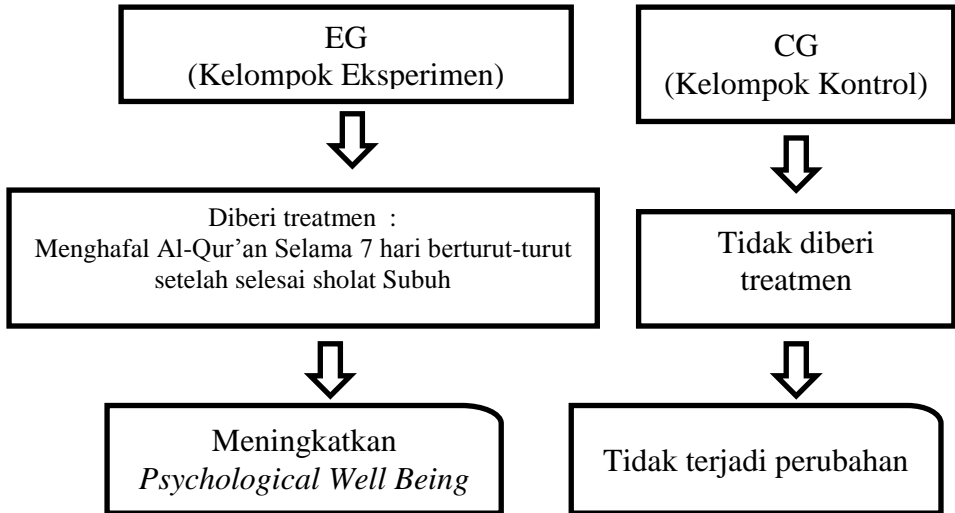 EG
(Kelompok Eksperimen)
CG
(Kelompok Kontrol)
Diberi treatmen :
Menghafal Al-Qur’an Selama 7 hari berturut-turut
setelah selesai sholat Subuh
Tidak diberi
treatmen
Meningkatkan
Psychological Well Being
Tidak terjadi perubahan